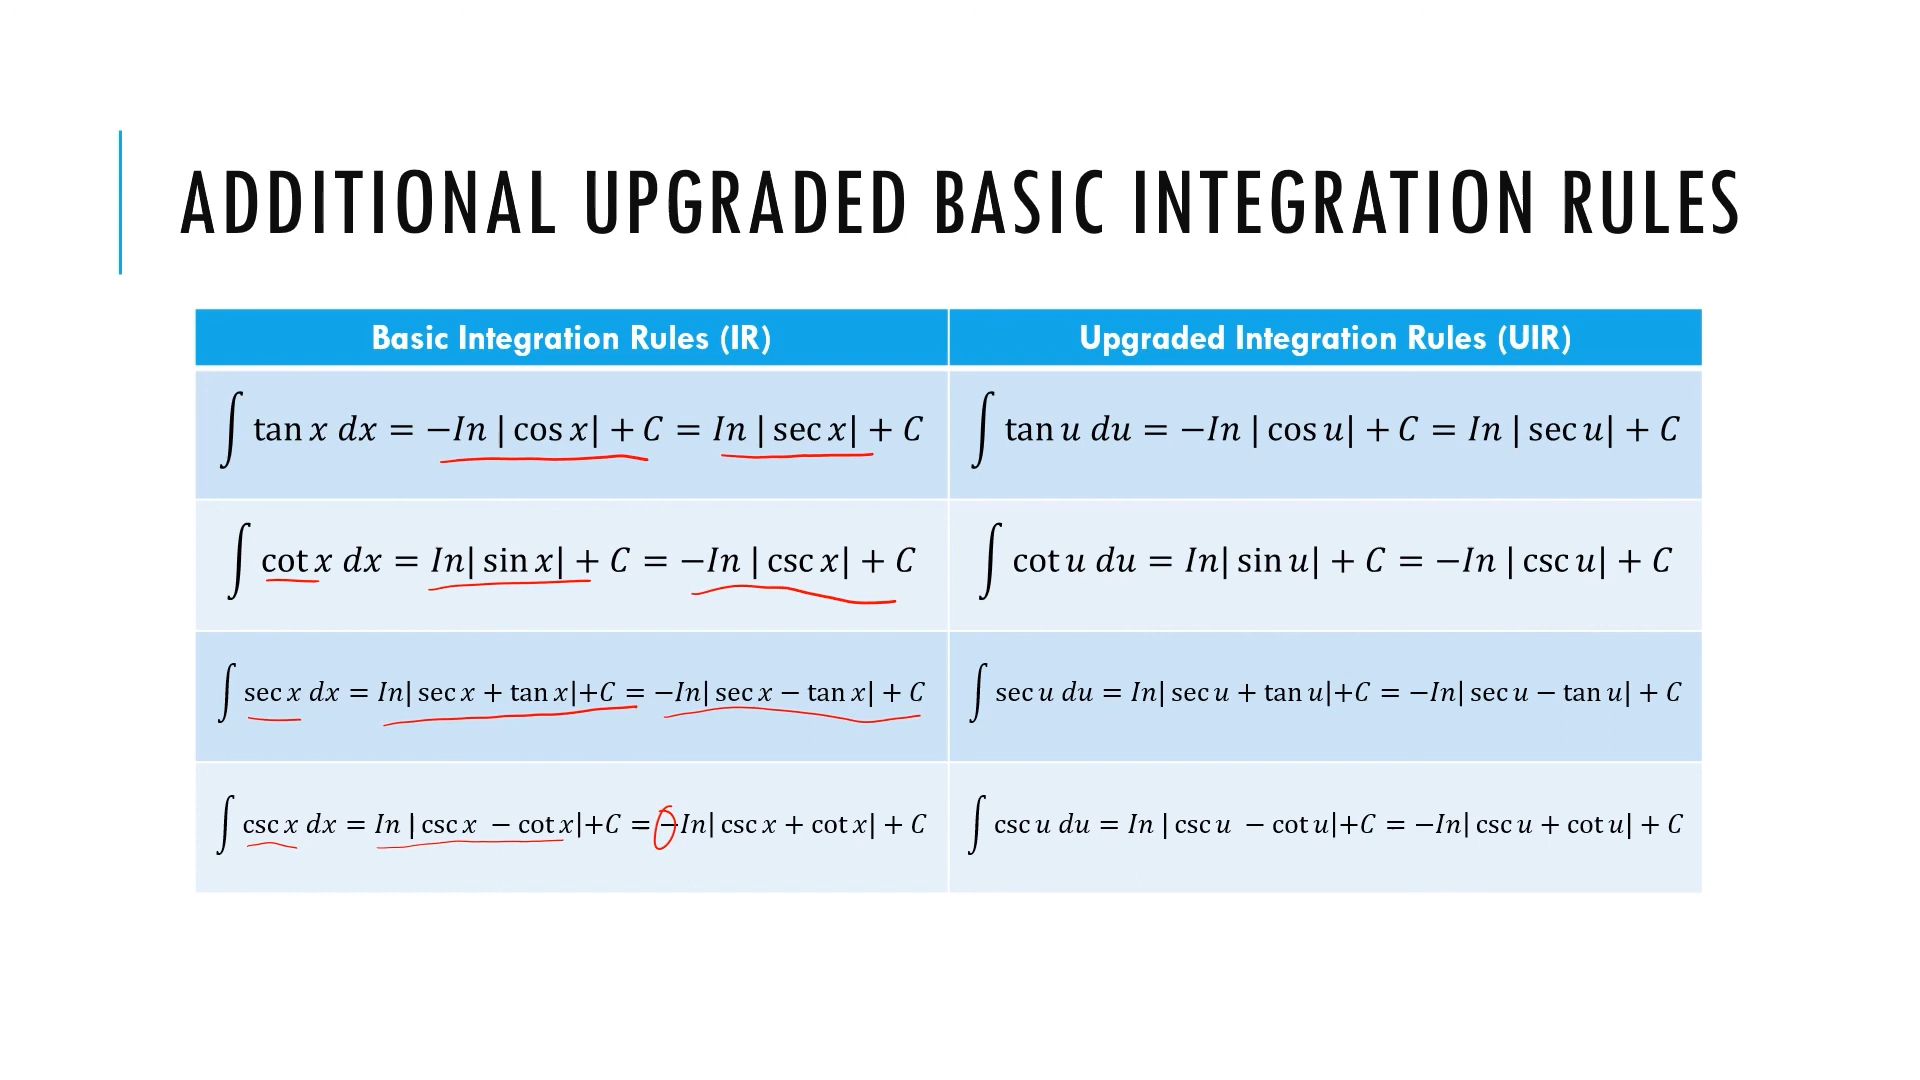 ADDITIONAL UPGRADED BASIC INTEGRATION RULES
Basic Integration Rules (IR)
Upgraded Integration Rules (UIR)
∫ tan x dx = −In | cos x| + C = In | sec x| + C
∫ tan u du = −In | cos u| + C = In | sec u| + C
∫ cot x dx = In| sin x| + C = −In | csc x| + C
∫ cot u du = In| sin u| + C = −In | csc u| + C
∫ sec x dx = In| sec x + tan x|+C = −In| sec x − tan x| + C
∫ sec u du = In| sec u + tan u|+C = −In| sec u − tan u| + C
∫ csc x dx = In | csc x − cot x|+C = −In| csc x + cot x| + C
∫ csc u du = In | csc u − cot u|+C = −In| csc u + cot u| + C